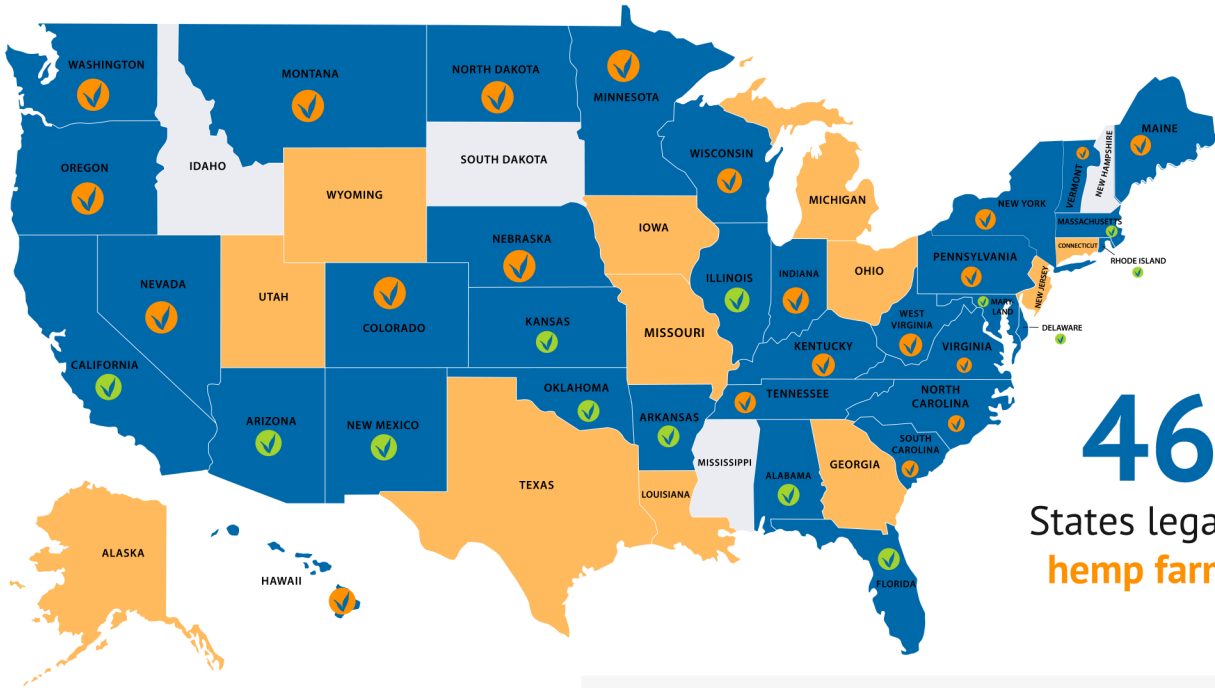 WASHINGTON
MONTANA
NORTH DAKOTA
MINNESOTA
OREGON
IDAHO
SOUTH DAKOTA
WISCONSIN
MAINE
NEW HAMPSHIRE
VERMONT
WYOMING
MICHIGAN
NEW YORK
MASSACHUSETTS
CONNECTICUT
RHODE ISLAND
IOWA
NEBRASKA
NEVADA
UTAH
COLORADO
ILLINOIS
INDIANA
OHIO
PENNSYLVANIA
NEW JERSEY
MARY-
LAND
DELAWARE
WEST
VIRGINIA
VIRGINIA
KANSAS
MISSOURI
KENTUCKY
CALIFORNIA
OKLAHOMA
TENNESSEE
NORTH
CAROLINA
ARIZONA
NEW MEXICO
ARKANSAS
SOUTH
CAROLINA
MISSISSIPPI
ALABAMA
GEORGIA
TEXAS
LOUISIANA
ALASKA
HAWAII
FLORIDA
46
States lega
hemp farm